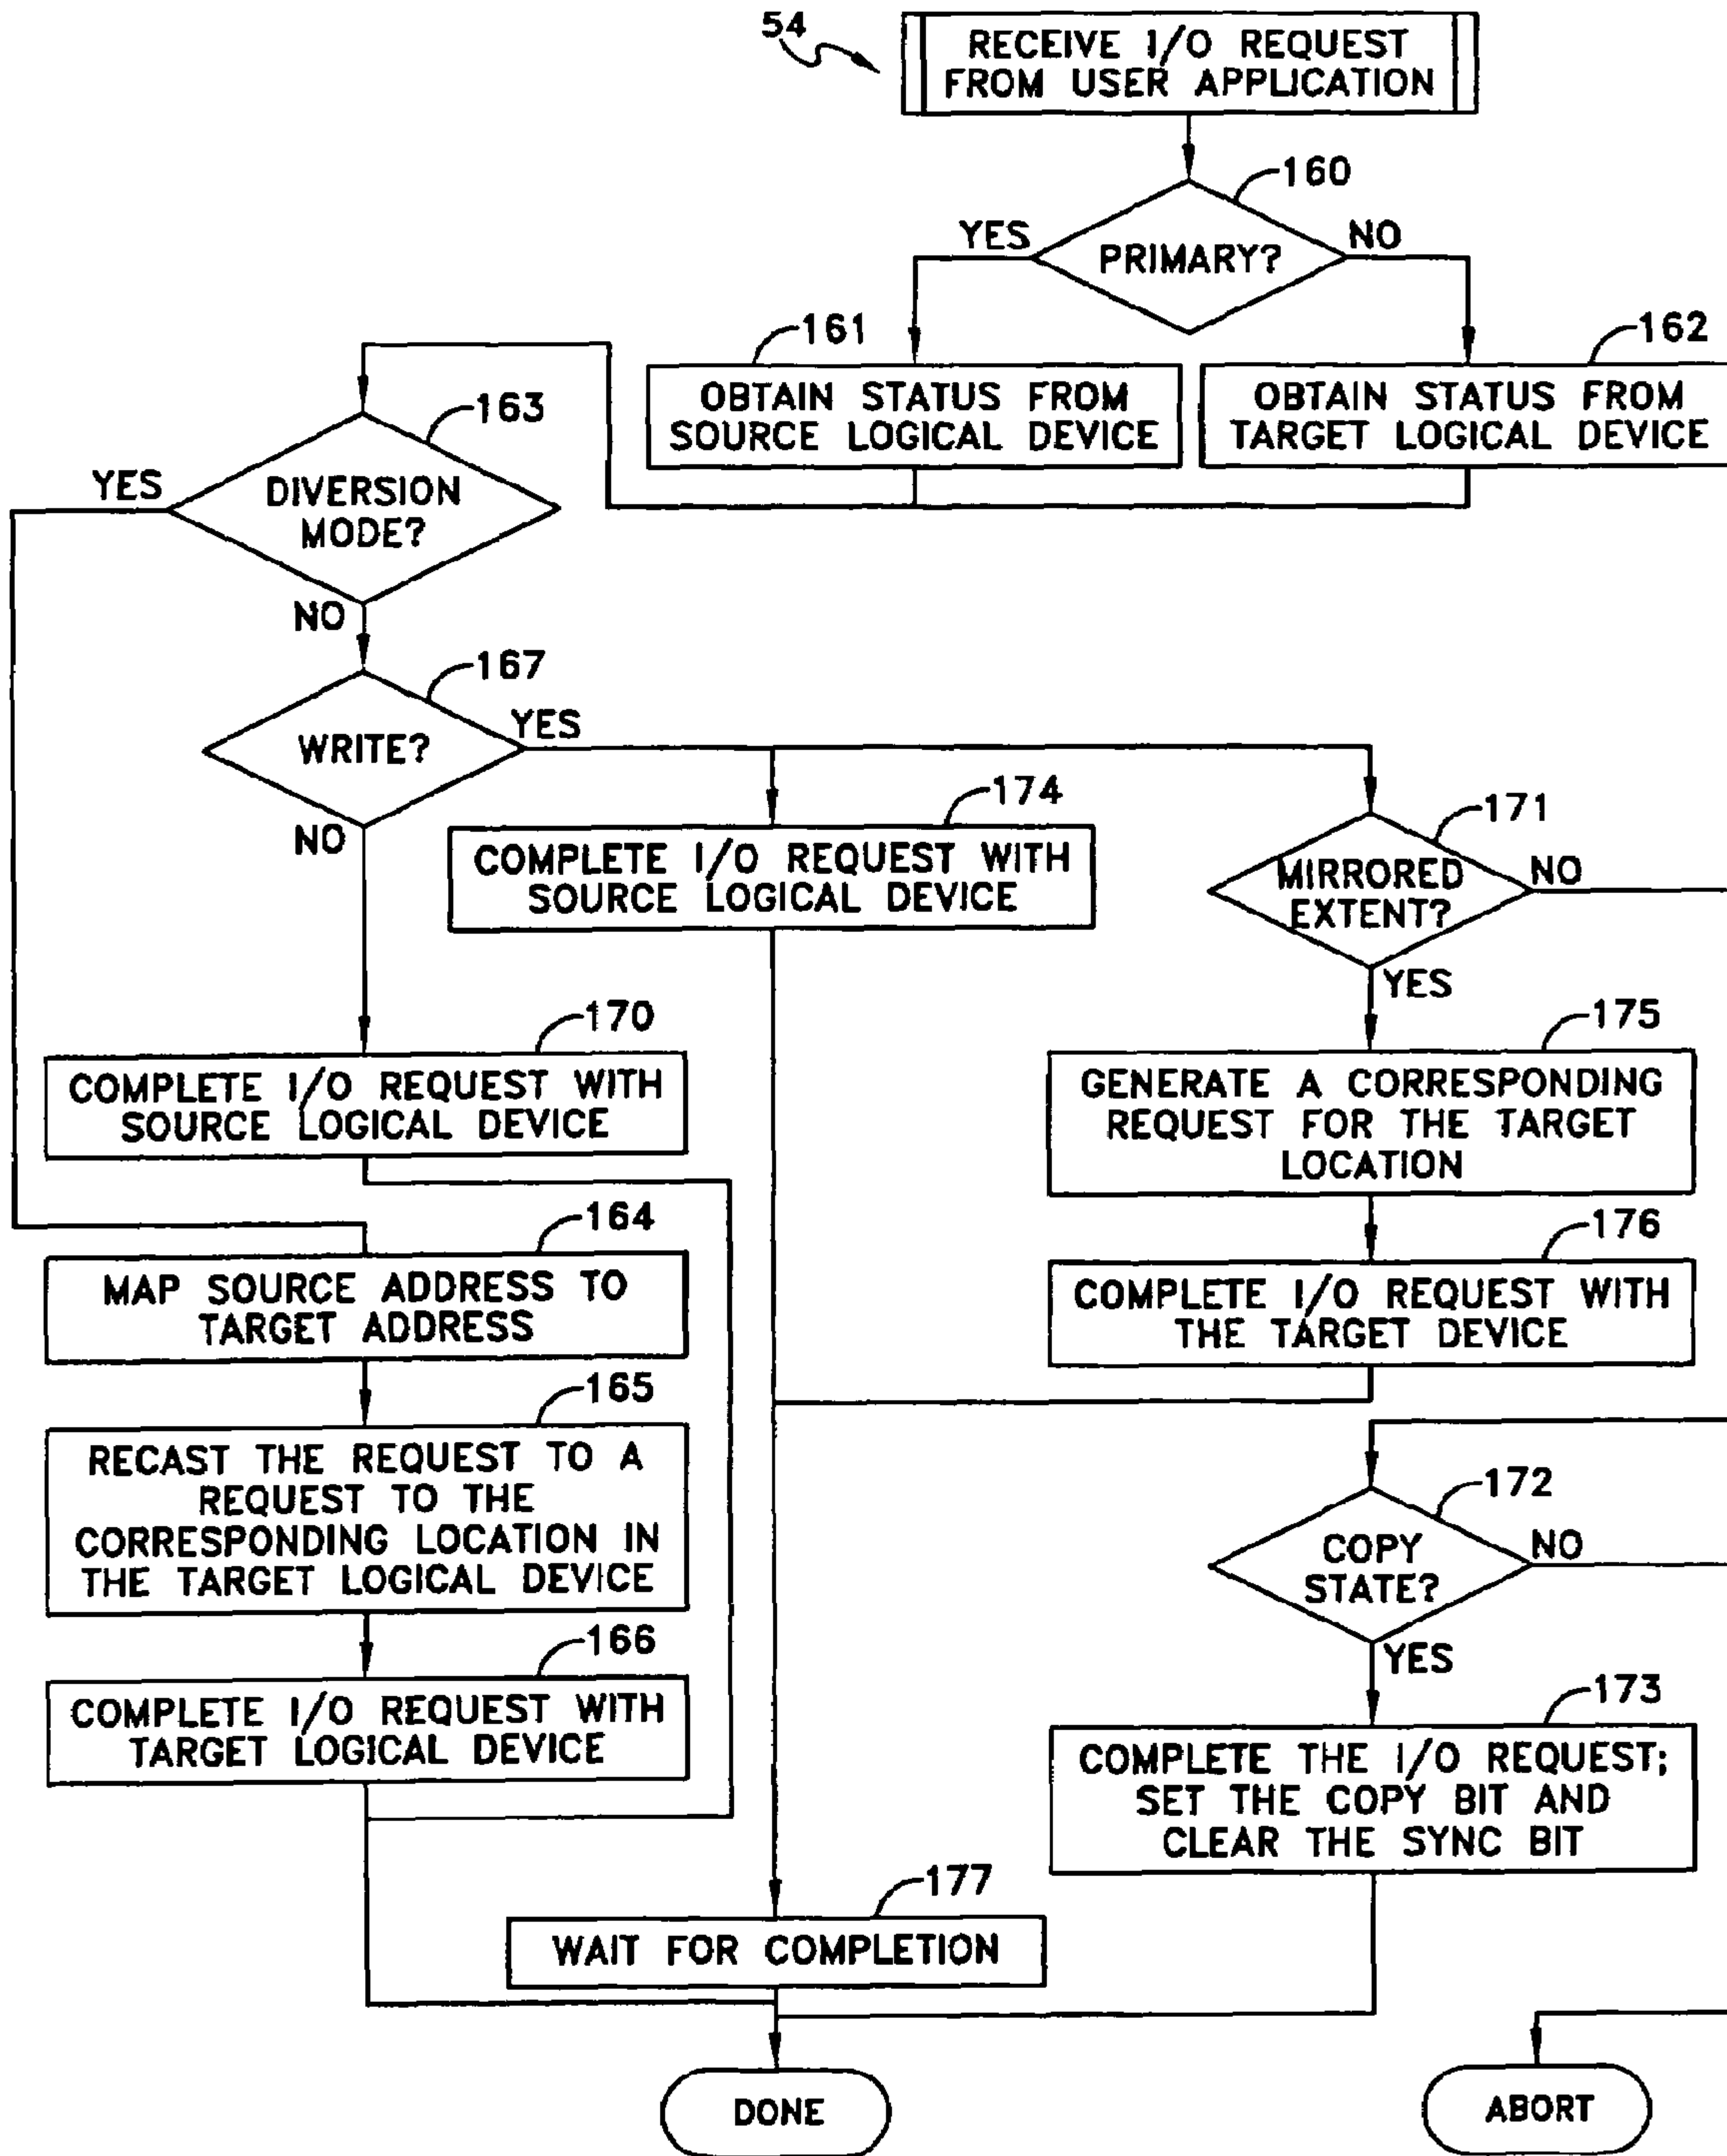 54
RECEIVE I/O REQUEST
FROM USER APPLICATION
160
YES
NO
PRIMARY?
161
162
OBTAIN STATUS FROM
SOURCE LOGICAL DEVICE
OBTAIN STATUS FROM
TARGET LOGICAL DEVICE
163
YES
DIVERSION
MODE?
NO
167
YES
WRITE?
NO
174
COMPLETE I/O REQUEST WITH
SOURCE LOGICAL DEVICE
171
MIRRORED
EXTENT?
NO
YES
170
COMPLETE I/O REQUEST WITH
SOURCE LOGICAL DEVICE
175
GENERATE A CORRESPONDING
REQUEST FOR THE TARGET
LOCATION
164
MAP SOURCE ADDRESS TO
TARGET ADDRESS
176
COMPLETE I/O REQUEST WITH
THE TARGET DEVICE
165
RECAST THE REQUEST TO A
REQUEST TO THE
CORRESPONDING LOCATION IN
THE TARGET LOGICAL DEVICE
172
COPY
STATE?
NO
YES
166
COMPLETE I/O REQUEST WITH
TARGET LOGICAL DEVICE
173
COMPLETE THE I/O REQUEST;
SET THE COPY BIT AND
CLEAR THE SYNC BIT
177
WAIT FOR COMPLETION
DONE
ABORT